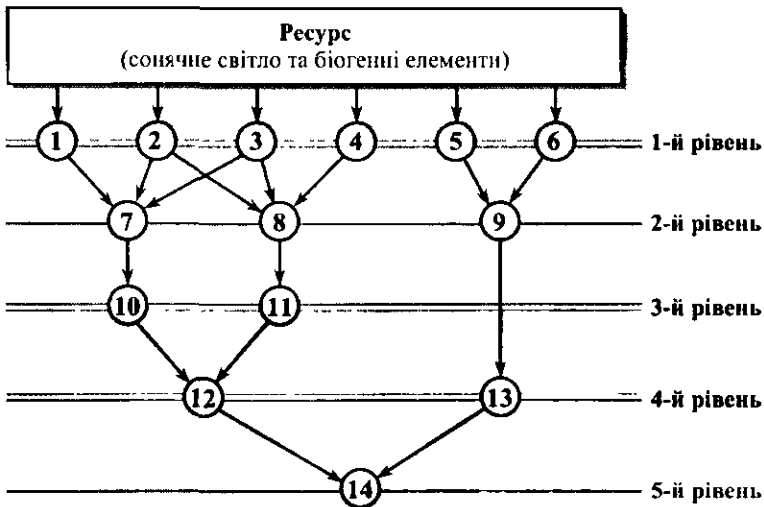 Ресурс
(сонячне світло та біогенні елементи)
1 2 3 4 5 6 1-й рівень
7 8 9 2-й рівень
10 11 3-й рівень
12 13 4-й рівень
14 5-й рівень